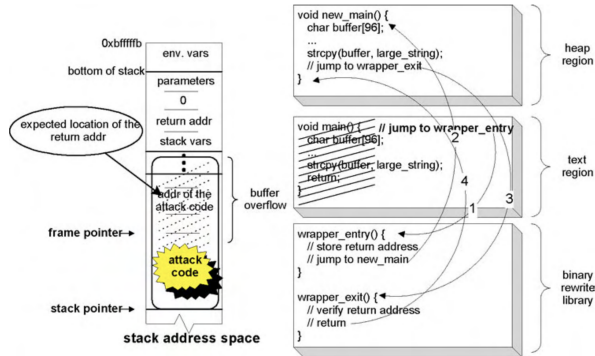 0xbfffffb
env. vars
bottom of stack
parameters
0
return addr
stack vars
expected location of the
return addr
addr of the
attack code
buffer
overflow
frame pointer
attack
code
stack pointer
stack address space
void new_main() {
char buffer[96];
...
strcpy(buffer, large_string);
// jump to wrapper_exit
}
heap
region
void main() { // jump to wrapper_entry
char buffer[96];
...
strcpy(buffer, large_string);
return;
}
text
region
2
4
1
3
wrapper_entry() {
// store return address
// jump to new_main
}
wrapper_exit() {
// verify return address
// return
}
binary
rewrite
library